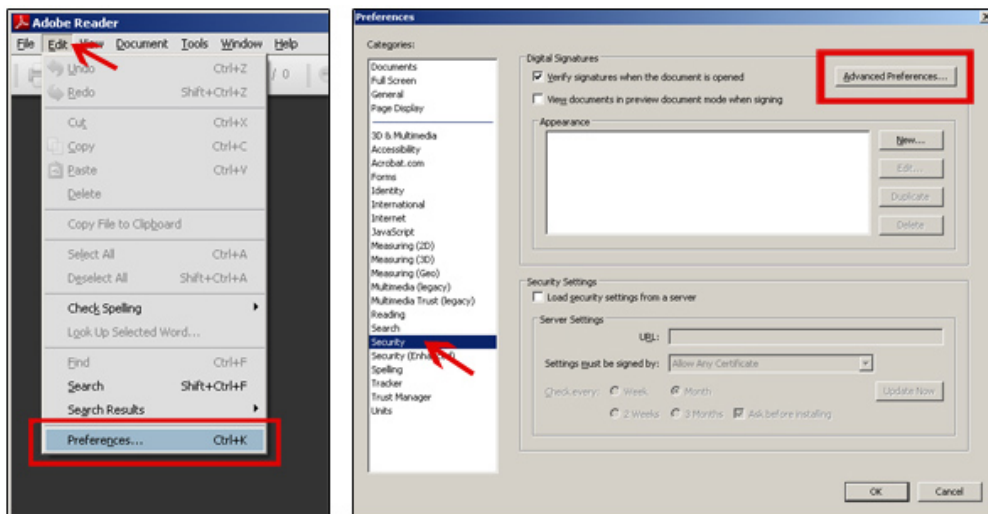 Adobe Reader
File Edit View Document Tools Window Help
Undo Ctrl+Z
/ 0
Redo Shift+Ctrl+Z
Cut Ctrl+X
Copy Ctrl+C
Paste Ctrl+V
Delete
Copy File to Clipboard
Select All Ctrl+A
Deselect All Shift+Ctrl+A
Check Spelling
Look Up Selected Word...
Find Ctrl+F
Search Shift+Ctrl+F
Search Results
Preferences... Ctrl+K
Preferences
Categories:
Documents
Full Screen
General
Page Display
3D & Multimedia
Accessibility
Acrobat.com
Forms
Identity
International
Internet
JavaScript
Measuring (2D)
Measuring (3D)
Measuring (Geo)
Multimedia (legacy)
Multimedia Trust (legacy)
Reading
Search
Security
Security (Enhanced)
Spelling
Tracker
Trust Manager
Units
Digital Signatures
Verify signatures when the document is opened
Advanced Preferences...
View documents in preview document mode when signing
Appearance
New...
Edit...
Duplicate
Delete
Security Settings
Load security settings from a server
Server Settings
URL:
Settings must be signed by: Allow Any Certificate
Check every: Week Month Update Now
2 Weeks 3 Months Ask before installing
OK Cancel